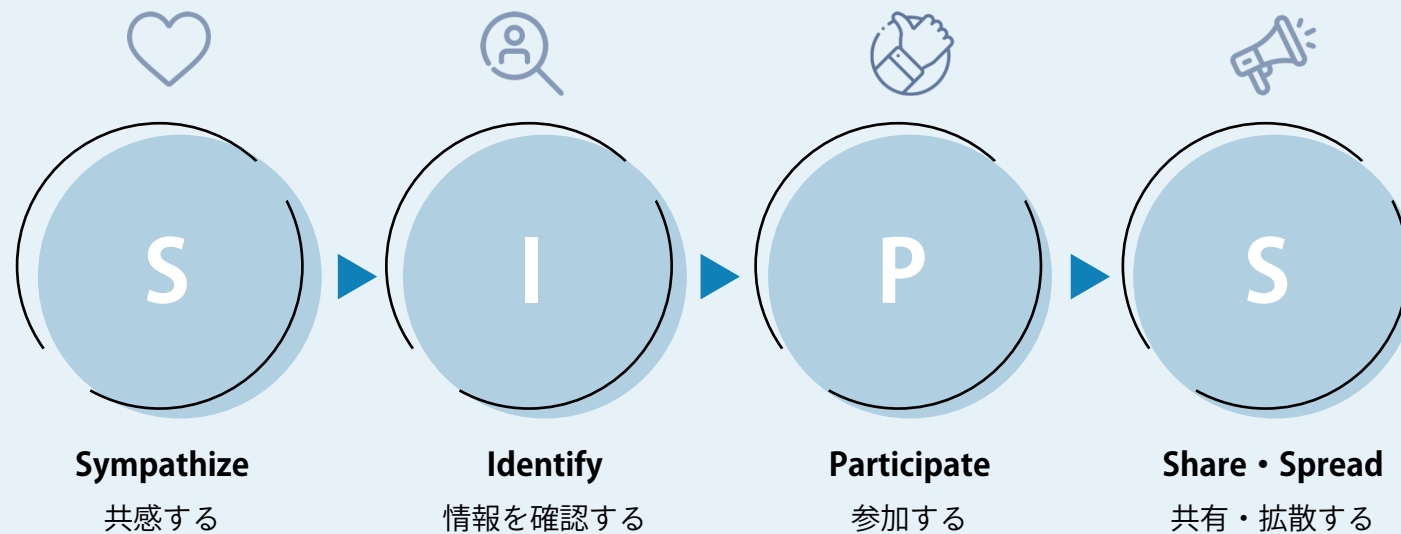 S
I
P
S
Sympathize
Identify
Participate
Share・Spread
共感する
情報を確認する
参加する
共有・拡散する